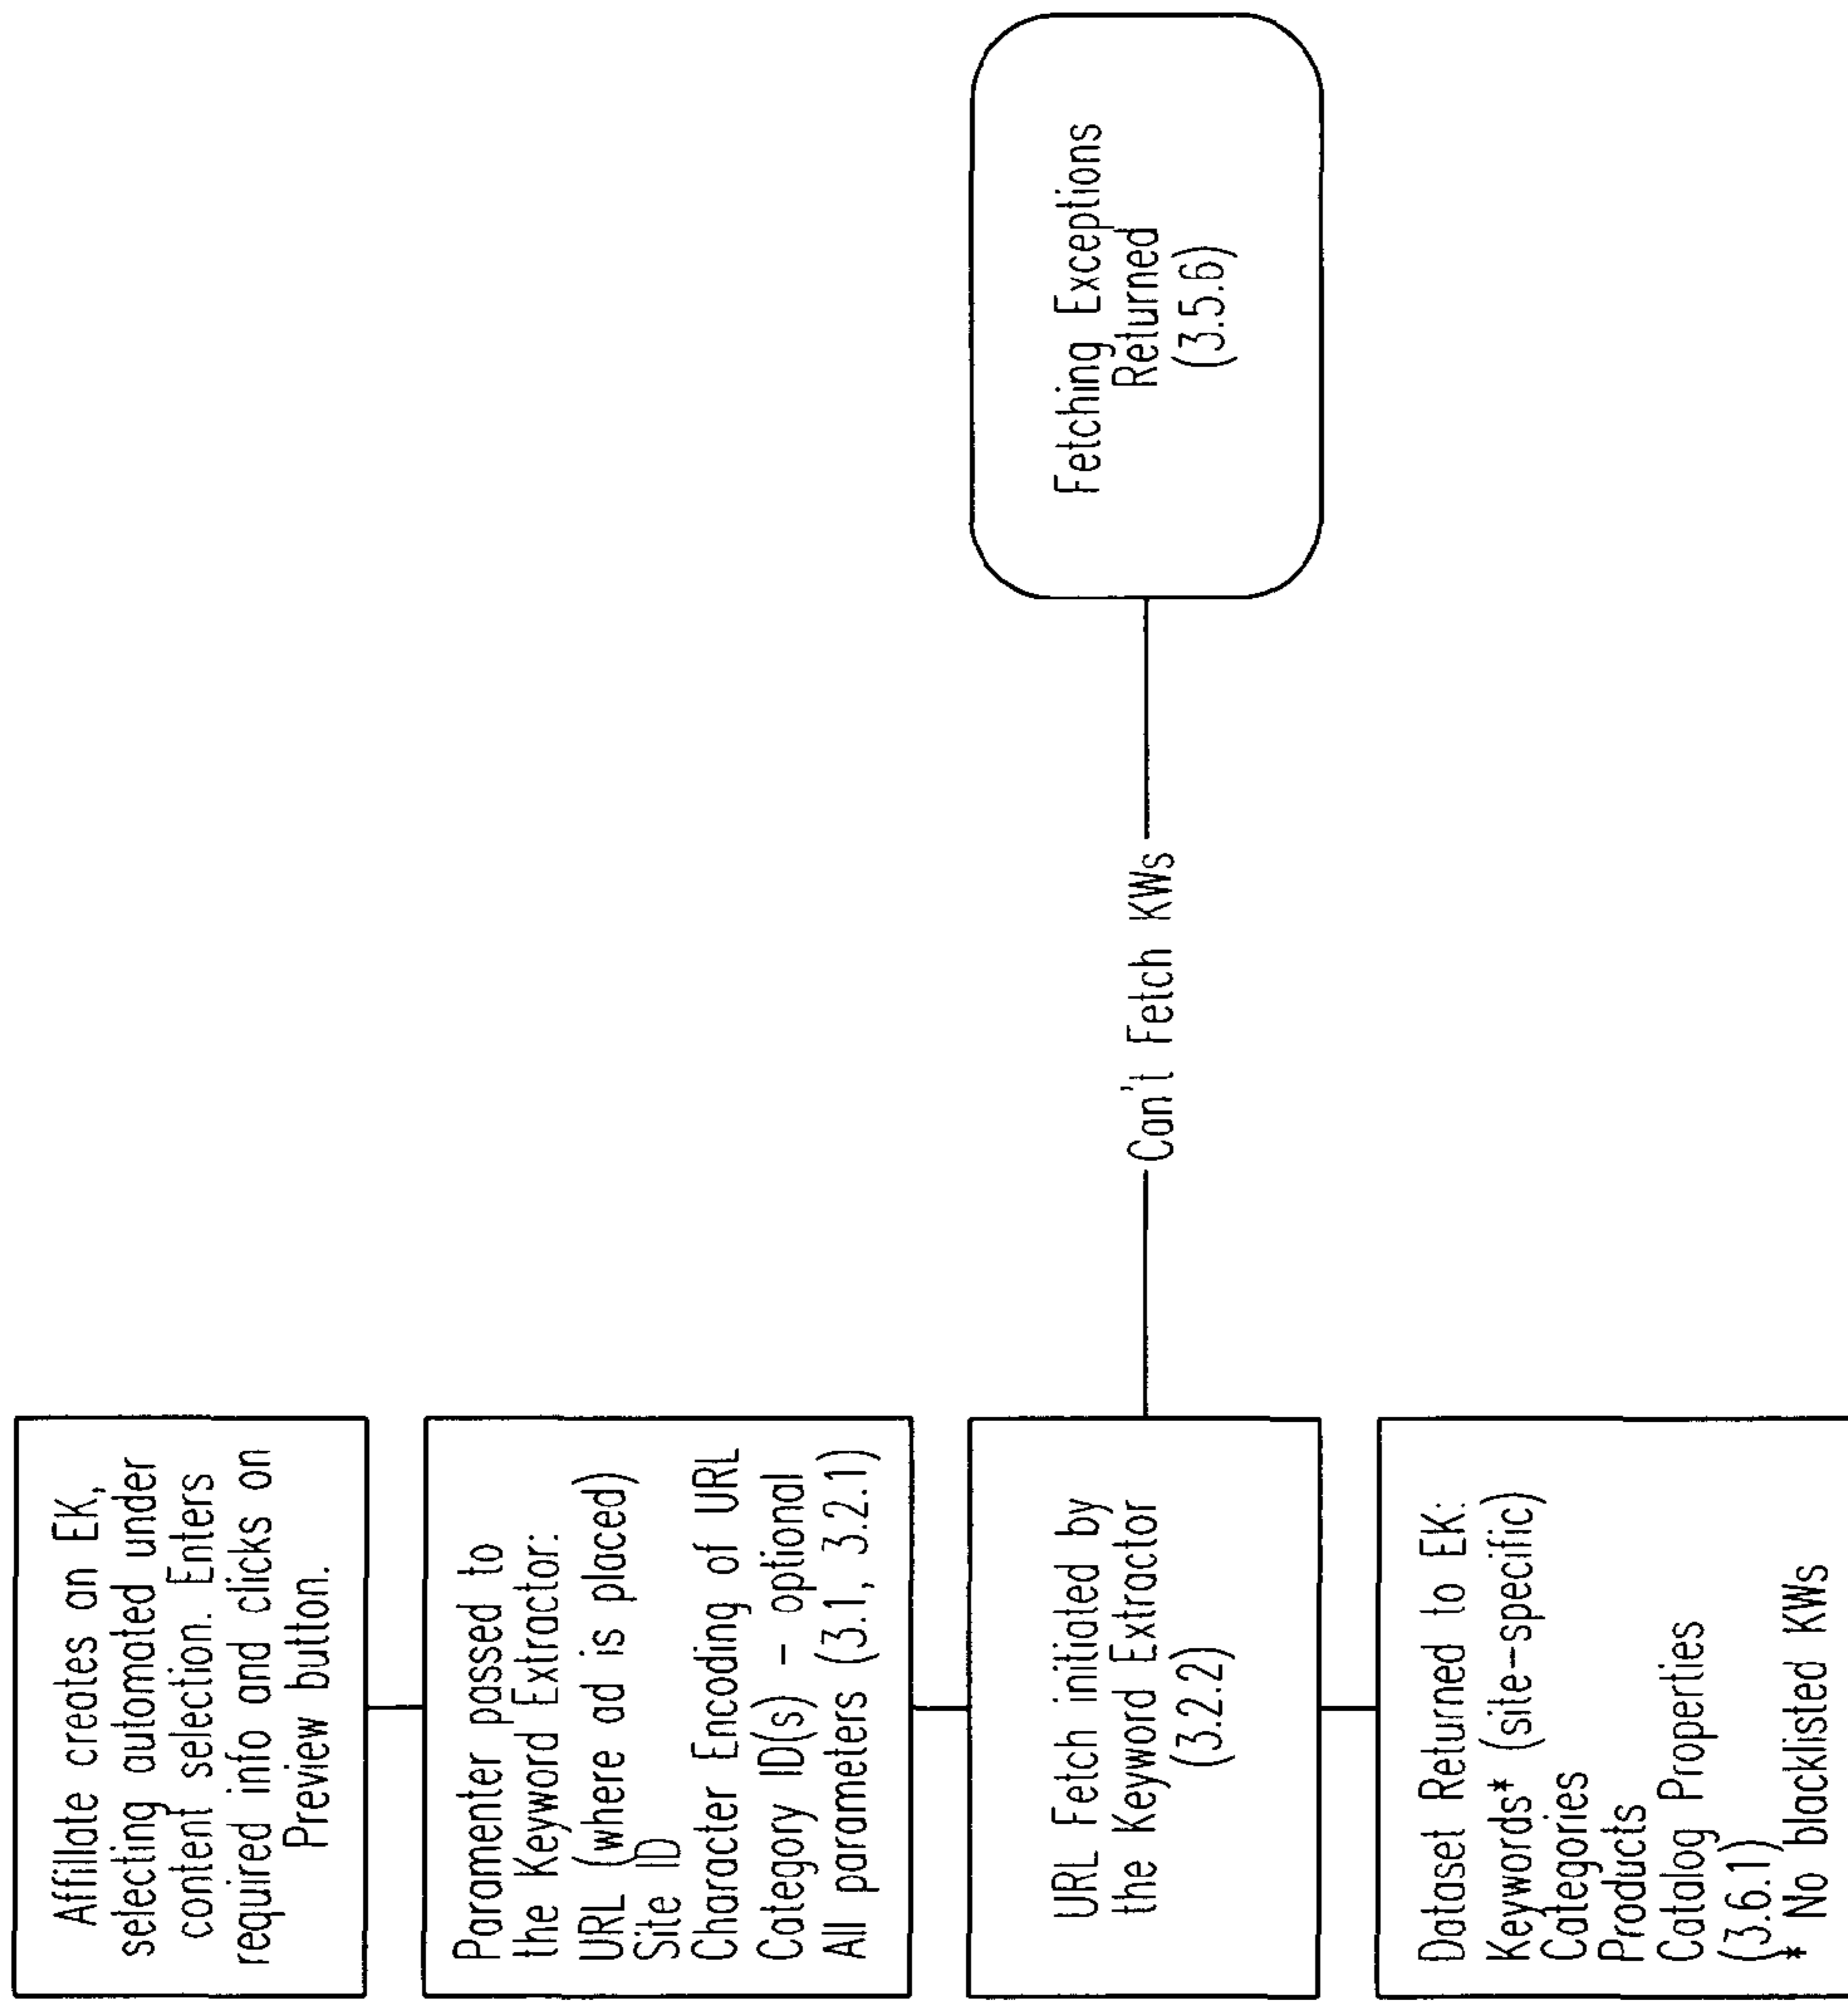 Affillate creates an EK,
selecting automated under
content selection. Enters
required info and clicks on
Preview button.
Paramenter passed to
the Keyword Extractor:
URL (where ad is placed)
Site ID
Character Encoding of URL
Category ID(s) - optional
All parameters (3.1, 3.2.1)
URL Fetch initialed by
the Keyword Extractor
(3.2.2)
Can't Fetch KWs
Fetching Exceptions
Returned
(3.5.6)
Dataset Returned to EK:
Keywords* (site-specific)
Categories
Products
Catalog Properties
(3.6.1)
* No blacklisted KWs